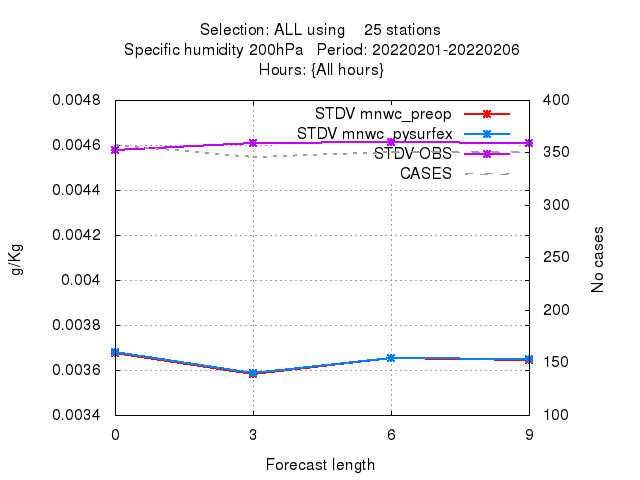 Selection: ALL using 25 stations
Specific humidity 200hPa Period: 20220201-20220206
Hours: {All hours}
0.0048
0.0046
0.0044
0.0042
0.004
0.0038
0.0036
0.0034
400
350
300
250
200
150
100
STDV mnwc_preop
STDV mnwc_pysurfex
STDV OBS
CASES
g/Kg
No cases
0 3 6 9
Forecast length